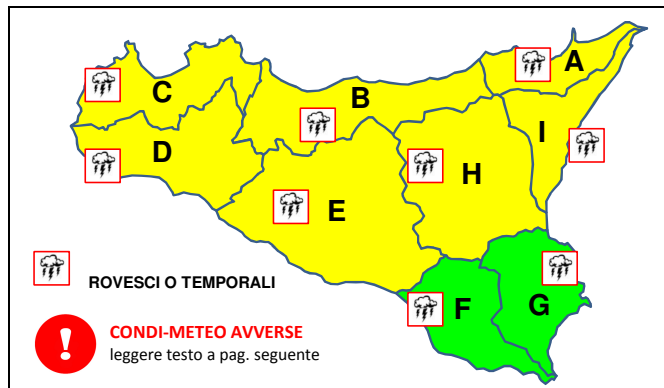 A
B
C
I
D
H
E
F
G
ROVESCI O TEMPORALI
CONDI-METEO AVVERSE
leggere testo a pag. seguente
!